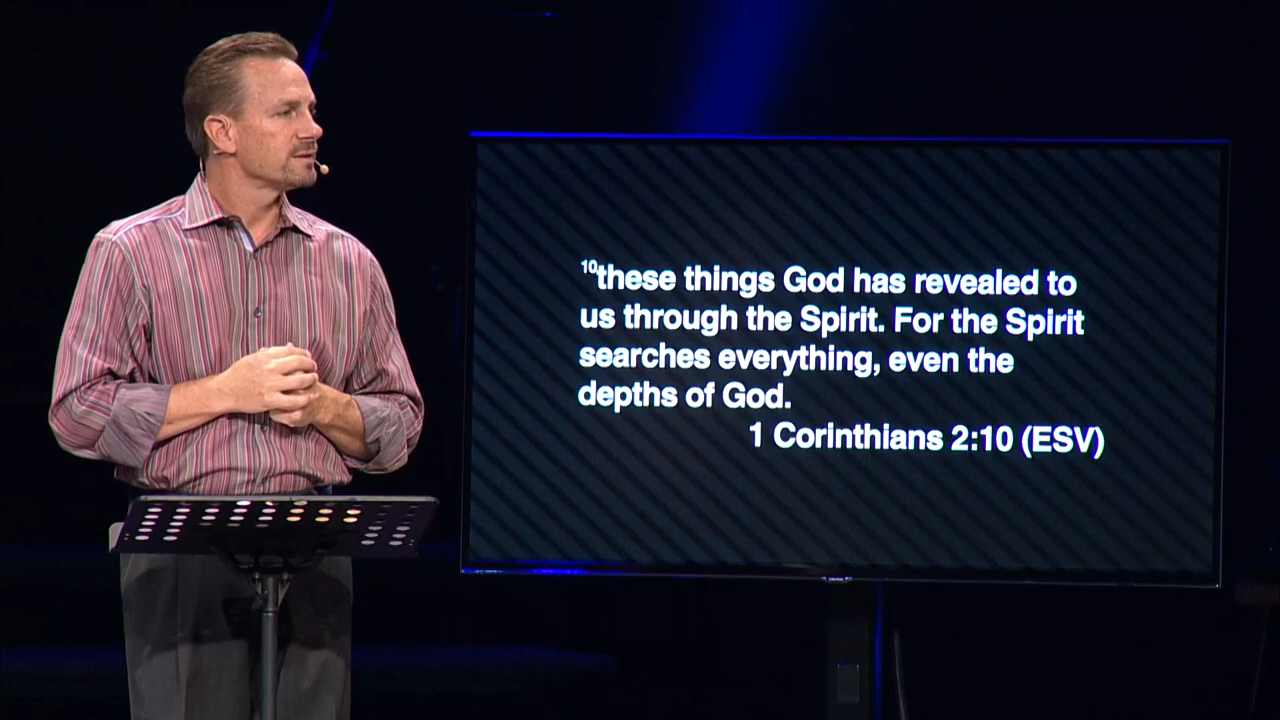 10these things God has revealed to
us through the Spirit. For the Spirit
searches everything, even the
depths of God.
1 Corinthians 2:10 (ESV)